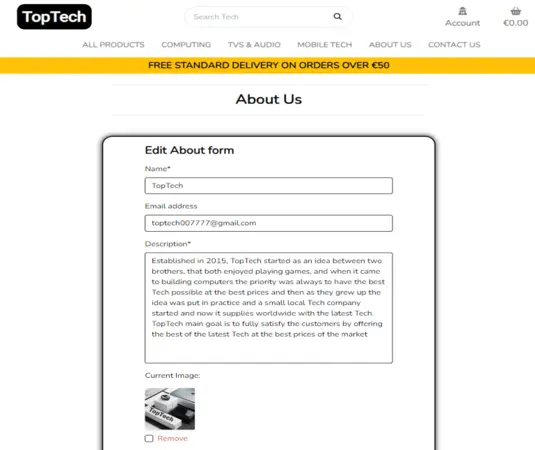 TopTech
Search Tech
Account
€0.00
ALL PRODUCTS COMPUTING TVS & AUDIO MOBILE TECH ABOUT US CONTACT US
FREE STANDARD DELIVERY ON ORDERS OVER €50
About Us
Edit About form
Name*
TopTech
Email address
toptech007777@gmail.com
Description*
Established in 2015, TopTech started as an idea between two
brothers, that both enjoyed playing games, and when it came
to building computers the priority was always to have the best
Tech possible at the best prices and then as they grew up the
idea was put in practice and a small local Tech company
started and now it supplies worldwide with the latest Tech.
TopTech main goal is to fully satisfy the customers by offering
the best of the latest Tech at the best prices of the market
Current Image:
TopTech
Remove